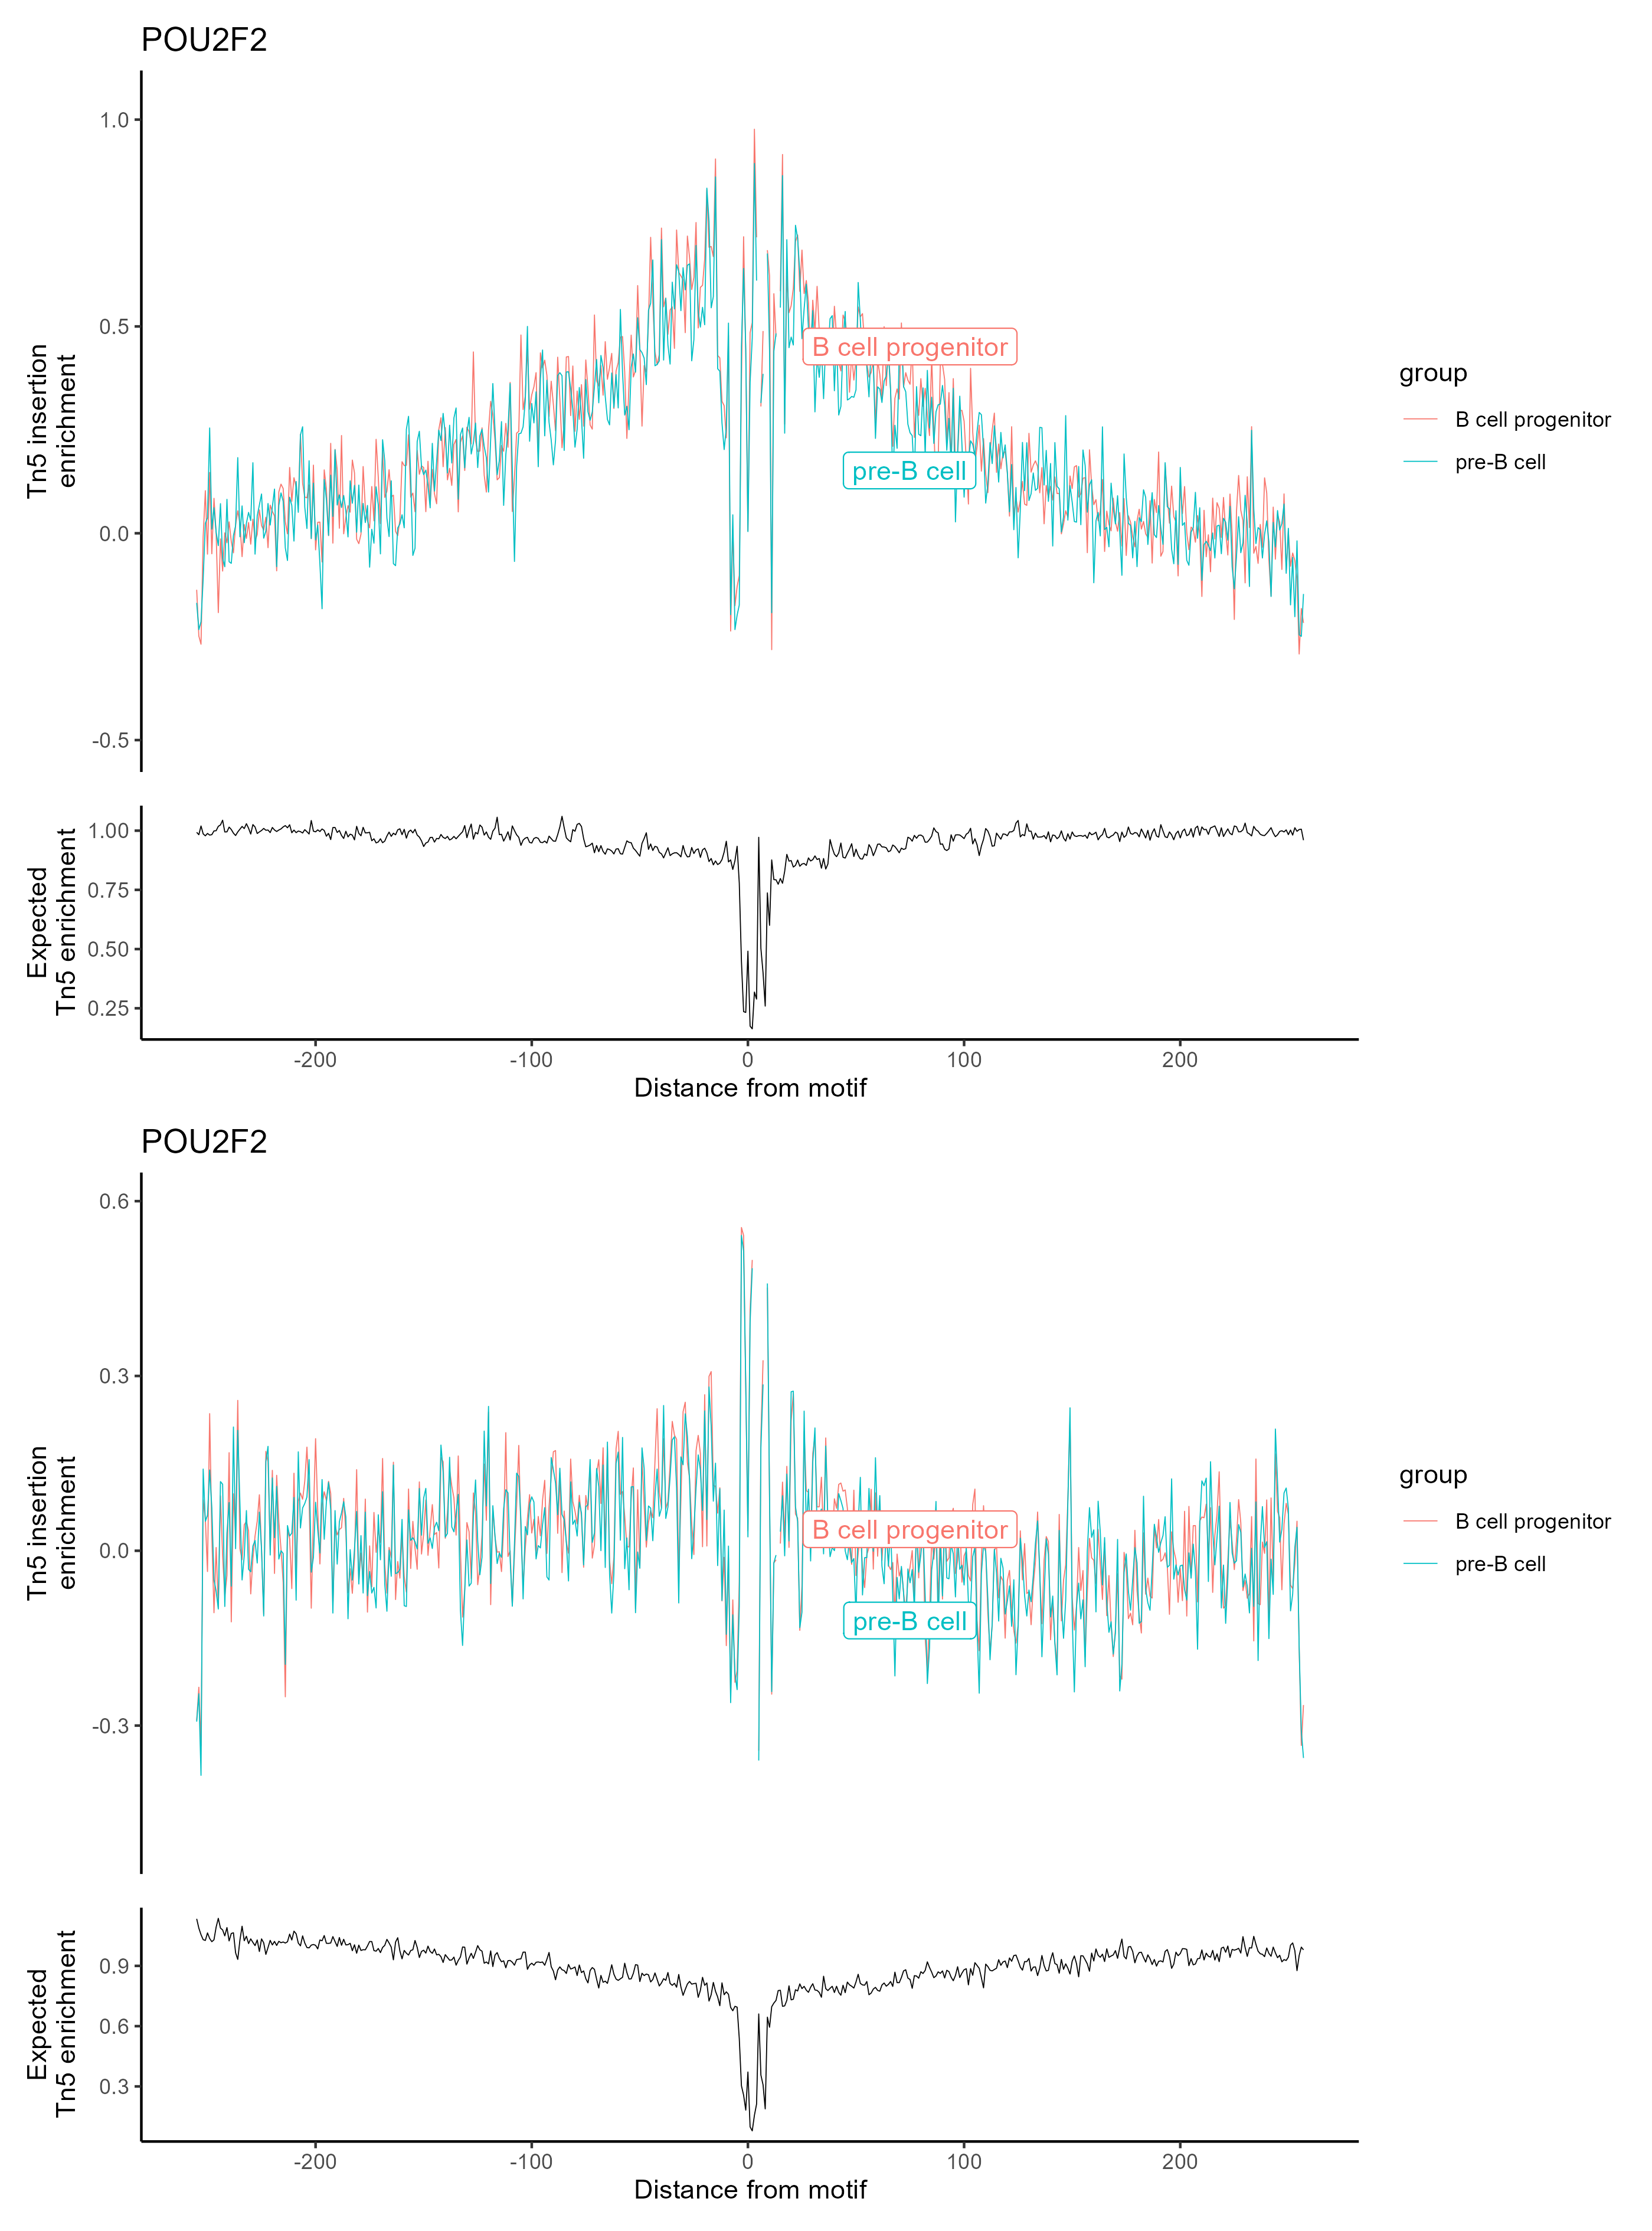 POU2F2
Tn5 insertion
enrichment
1.0
0.5
0.0
-0.5
B cell progenitor
pre-B cell
group
B cell progenitor
pre-B cell
Expected
Tn5 enrichment
1.00
0.75
0.50
0.25
-200 -100 0 100 200
Distance from motif
POU2F2
Tn5 insertion
enrichment
0.6
0.3
0.0
-0.3
B cell progenitor
pre-B cell
group
B cell progenitor
pre-B cell
Expected
Tn5 enrichment
0.9
0.6
0.3
-200 -100 0 100 200
Distance from motif